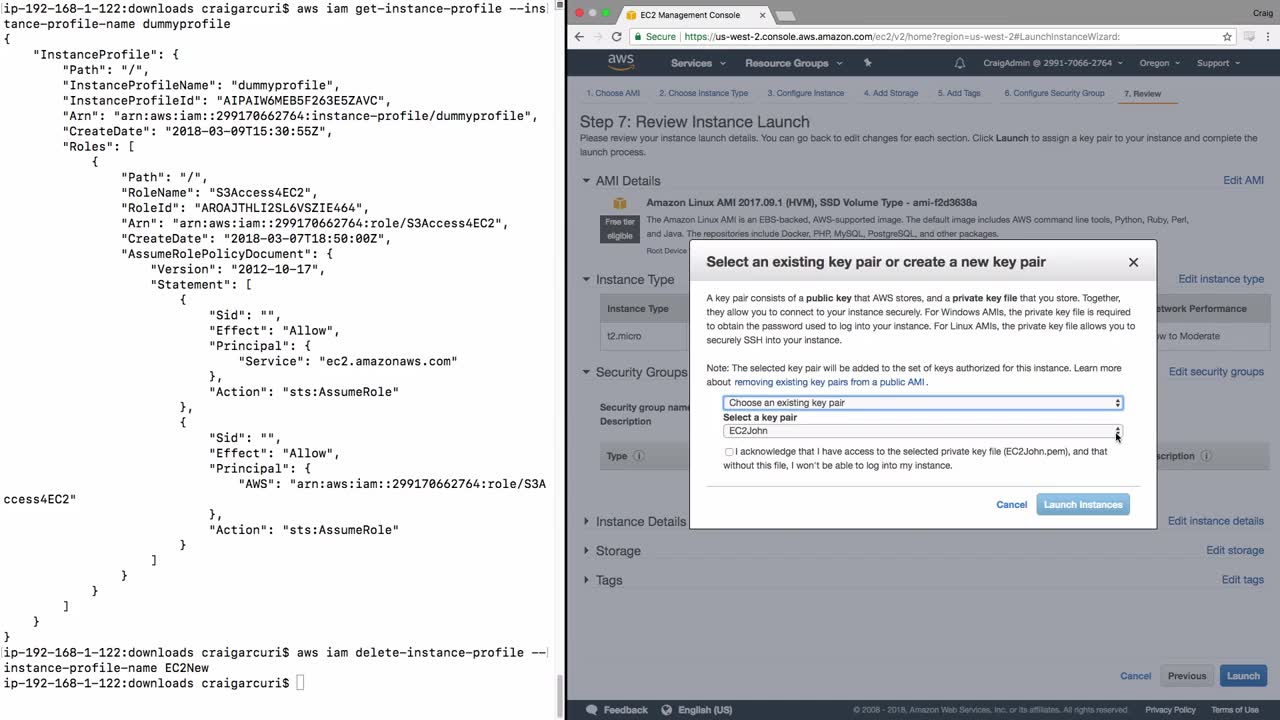 ip-192-168-1-122:downloads craigarcuri$ aws iam get-instance-profile --ins
tance-profile-name dummyprofile
{
"InstanceProfile": {
"Path": "/",
"InstanceProfileName": "dummyprofile",
"InstanceProfileId": "AIPAIW6MEB5F263E5ZAVC",
"Arn": "arn:aws:iam::299170662764:instance-profile/dummyprofile",
"CreateDate": "2018-03-09T15:30:55Z",
"Roles": [
{
"Path": "/",
"RoleName": "S3Access4EC2",
"RoleId": "AROAJTHLI2SL6VSZIE464",
"Arn": "arn:aws:iam::299170662764:role/S3Access4EC2",
"CreateDate": "2018-03-07T18:50:00Z",
"AssumeRolePolicyDocument": {
"Version": "2012-10-17",
"Statement": [
{
"Sid": "",
"Effect": "Allow",
"Principal": {
"Service": "ec2.amazonaws.com"
},
"Action": "sts:AssumeRole"
},
{
"Sid": "",
"Effect": "Allow",
"Principal": {
"AWS": "arn:aws:iam::299170662764:role/S3A
ccess4EC2"
},
"Action": "sts:AssumeRole"
}
]
}
}
]
}
}
ip-192-168-1-122:downloads craigarcuri$ aws iam delete-instance-profile --
instance-profile-name EC2New
ip-192-168-1-122:downloads craigarcuri$
EC2 Management Console
Craig
Secure https://us-west-2.console.aws.amazon.com/ec2/v2/home?region=us-west-2#LaunchInstanceWizard:
aws Services Resource Groups CraigAdmin @ 2991-7066-2764 Oregon Support
1. Choose AMI 2. Choose Instance Type 3. Configure Instance 4. Add Storage 5. Add Tags 6. Configure Security Group 7. Review
Step 7: Review Instance Launch
Please review your instance launch details. You can go back to edit changes for each section. Click Launch to assign a key pair to your instance and complete the
launch process.
AMI Details Edit AMI
Amazon Linux AMI 2017.09.1 (HVM), SSD Volume Type - ami-f2d3638a
Free tier
eligible
The Amazon Linux AMI is an EBS-backed, AWS-supported image. The default image includes AWS command line tools, Python, Ruby, Perl,
and Java. The repositories include Docker, PHP, MySQL, PostgreSQL, and other packages.
Root Device
Select an existing key pair or create a new key pair
A key pair consists of a public key that AWS stores, and a private key file that you store. Together,
they allow you to connect to your instance securely. For Windows AMIs, the private key file is required
to obtain the password used to log into your instance. For Linux AMIs, the private key file allows you to
securely SSH into your instance.
Note: The selected key pair will be added to the set of keys authorized for this instance. Learn more
about removing existing key pairs from a public AMI.
Choose an existing key pair
Select a key pair
EC2John
I acknowledge that I have access to the selected private key file (EC2John.pem), and that
without this file, I won't be able to log into my instance.
Cancel Launch Instances
Instance Type Edit instance type
Instance Type etwork Performance
t2.micro w to Moderate
Security Groups Edit security groups
Security group name
Description
Type scription
Instance Details Edit instance details
Storage Edit storage
Tags Edit tags
Cancel Previous Launch
Feedback English (US) © 2008 - 2018, Amazon Web Services, Inc. or its affiliates. All rights reserved. Privacy Policy Terms of Use